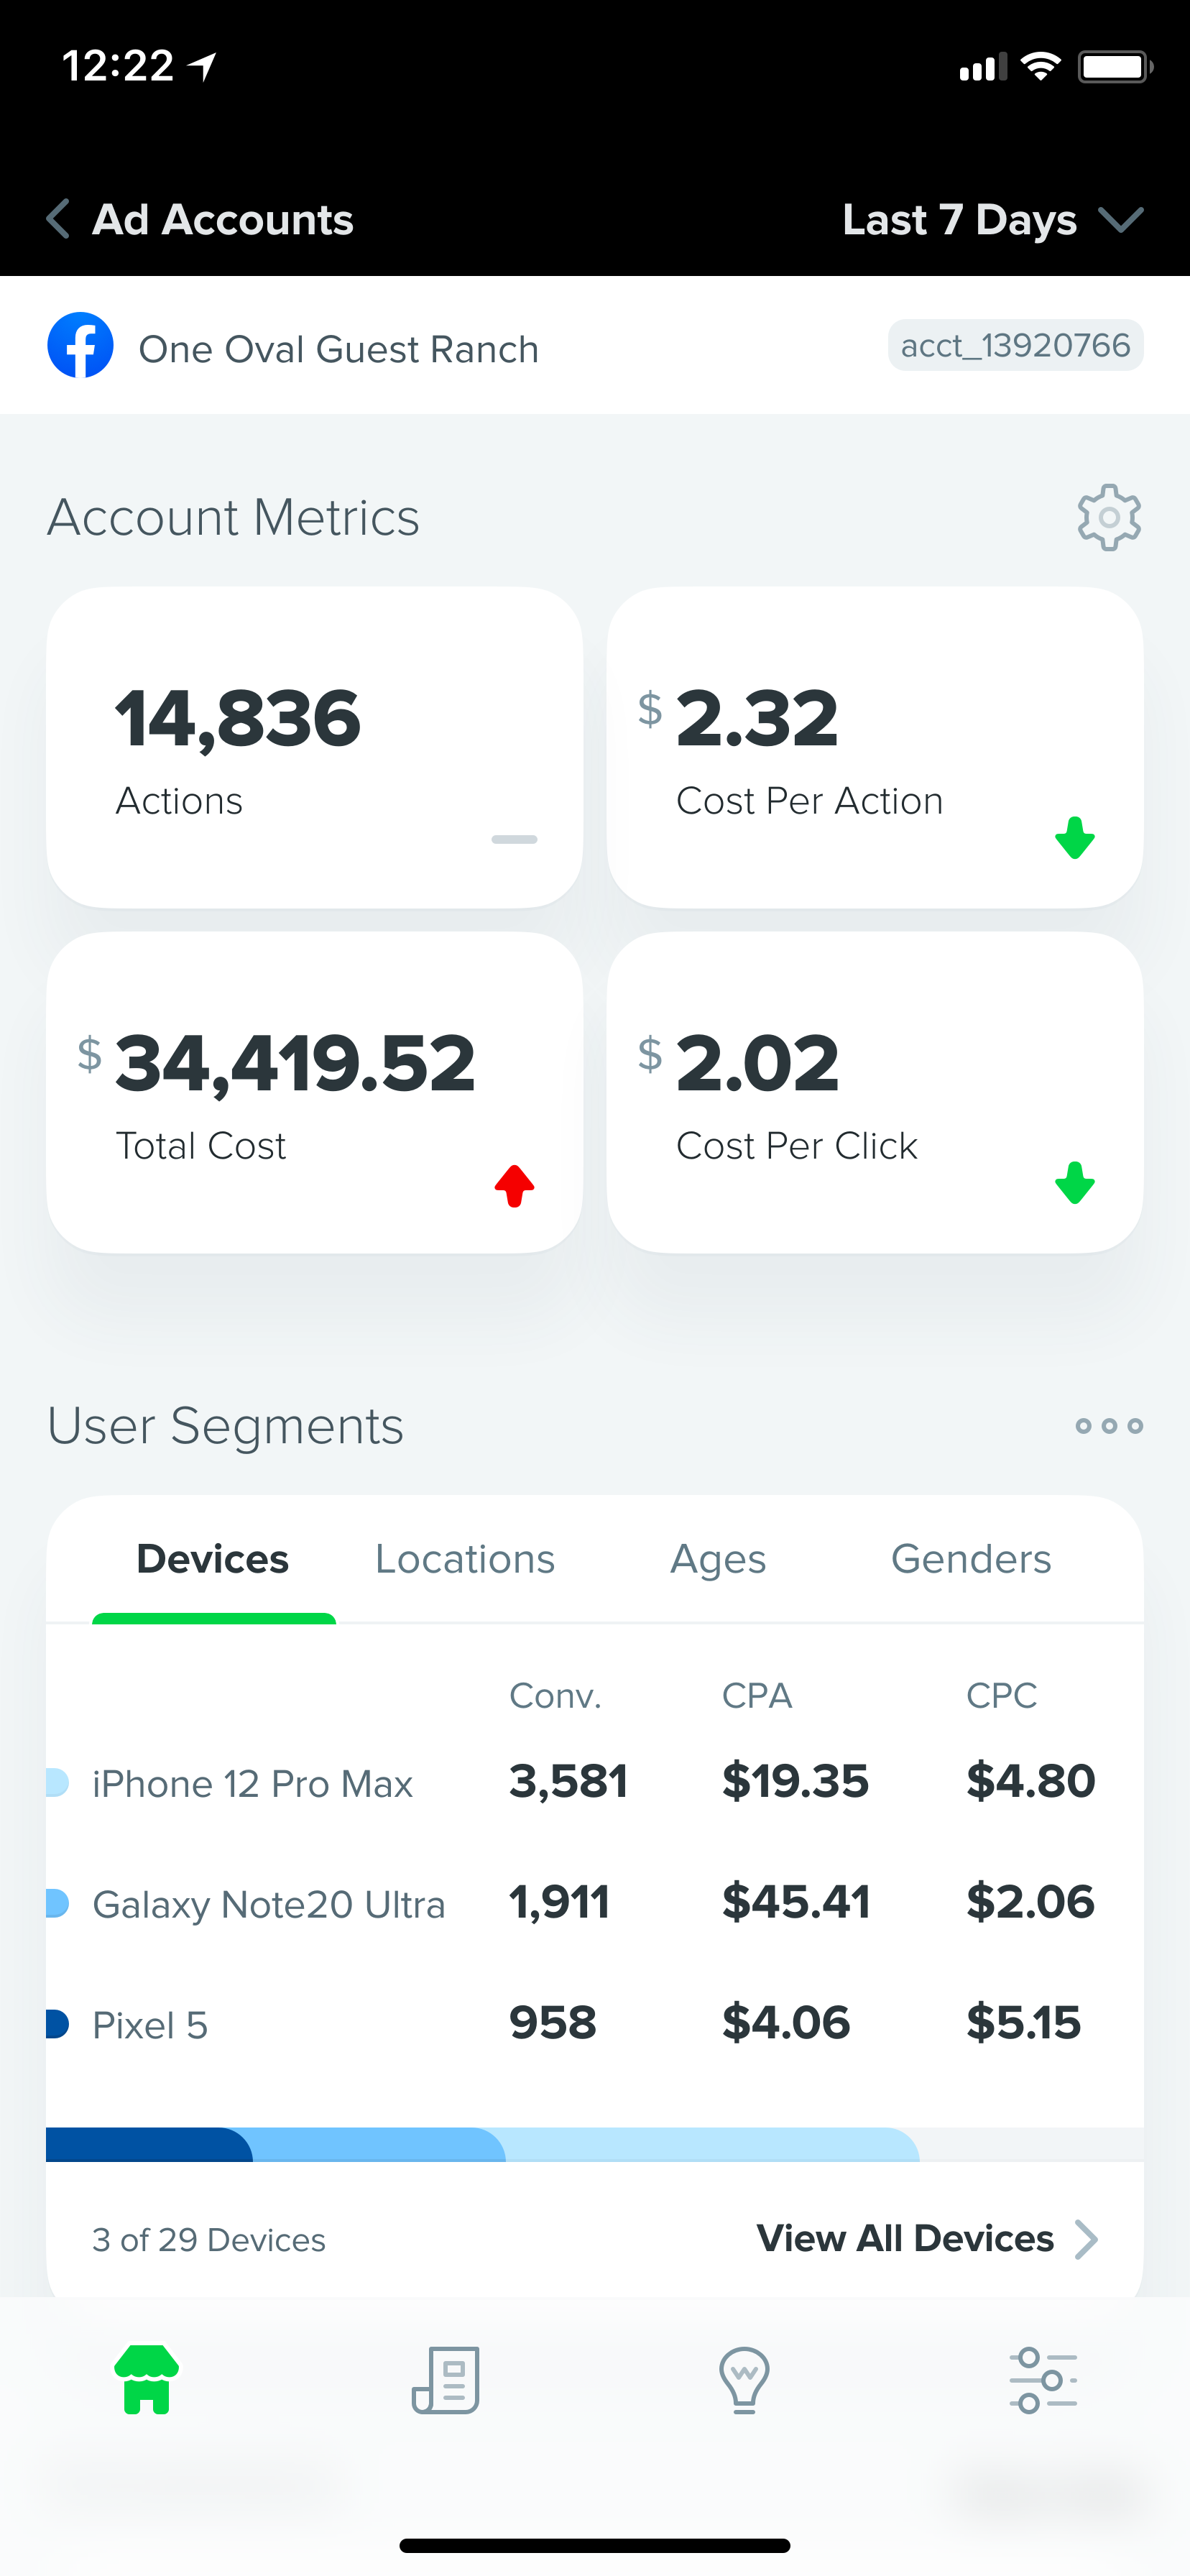 12:22
Ad Accounts Last 7 Days
One Oval Guest Ranch acct_13920766
Account Metrics
14,836
Actions
$ 2.32
Cost Per Action
$ 34,419.52
Total Cost
$ 2.02
Cost Per Click
User Segments
Devices Locations Ages Genders
Conv. CPA CPC
iPhone 12 Pro Max 3,581 $19.35 $4.80
Galaxy Note20 Ultra 1,911 $45.41 $2.06
Pixel 5 958 $4.06 $5.15
3 of 29 Devices View All Devices